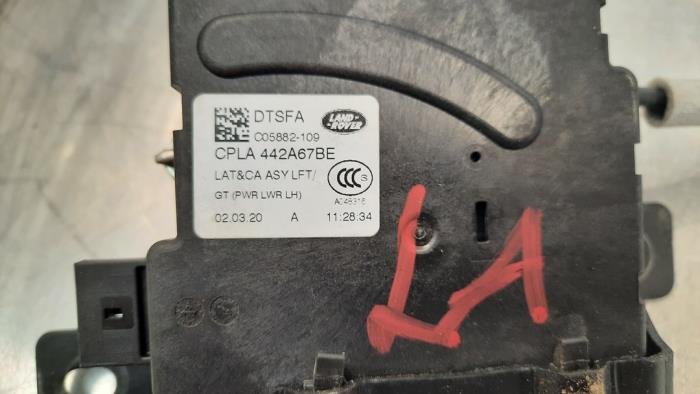 DTSFA
LAND-
-ROVER
C05882-109
CPLA 442A67BE
LAT&CA ASY LFT/
GT (PWR LWR LH)
CCC S
A046316
02.03.20 A 11:28:34
LA